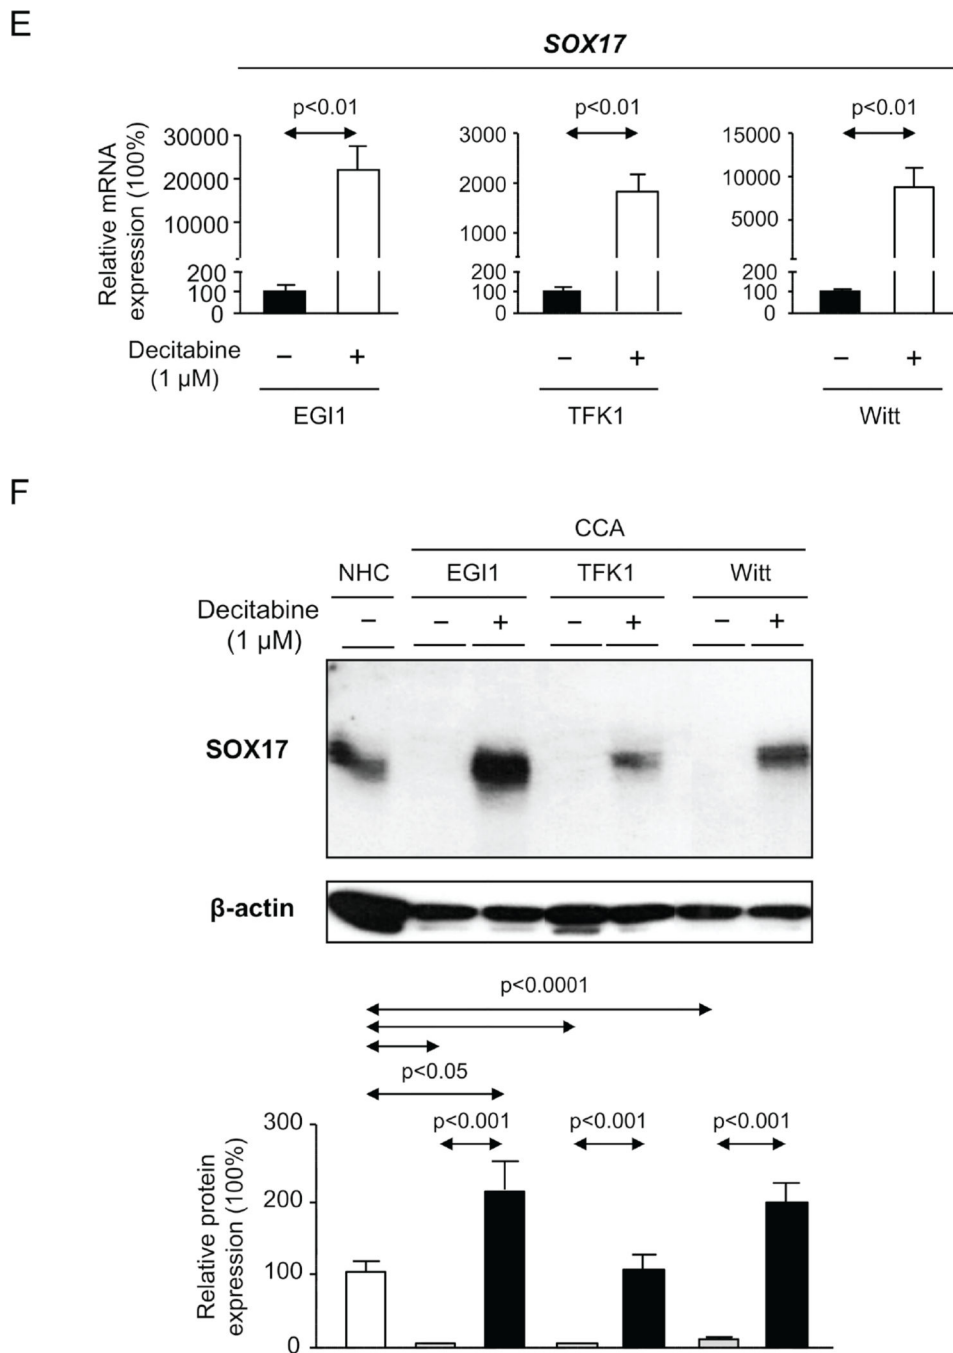 E
SOX17
p<0.01 p<0.01 p<0.01
Relative mRNA
expression (100%)
30000
20000
10000
200
100
0
3000
2000
1000
200
100
0
15000
10000
5000
200
100
0
Decitabine
(1 µM)
− + − + − +
EGI1 TFK1 Witt
F
CCA
NHC EGI1 TFK1 Witt
Decitabine
(1 µM)
− − + − + − +
SOX17
β-actin
p<0.0001
p<0.05
p<0.001 p<0.001 p<0.001
Relative protein
expression (100%)
300
200
100
0